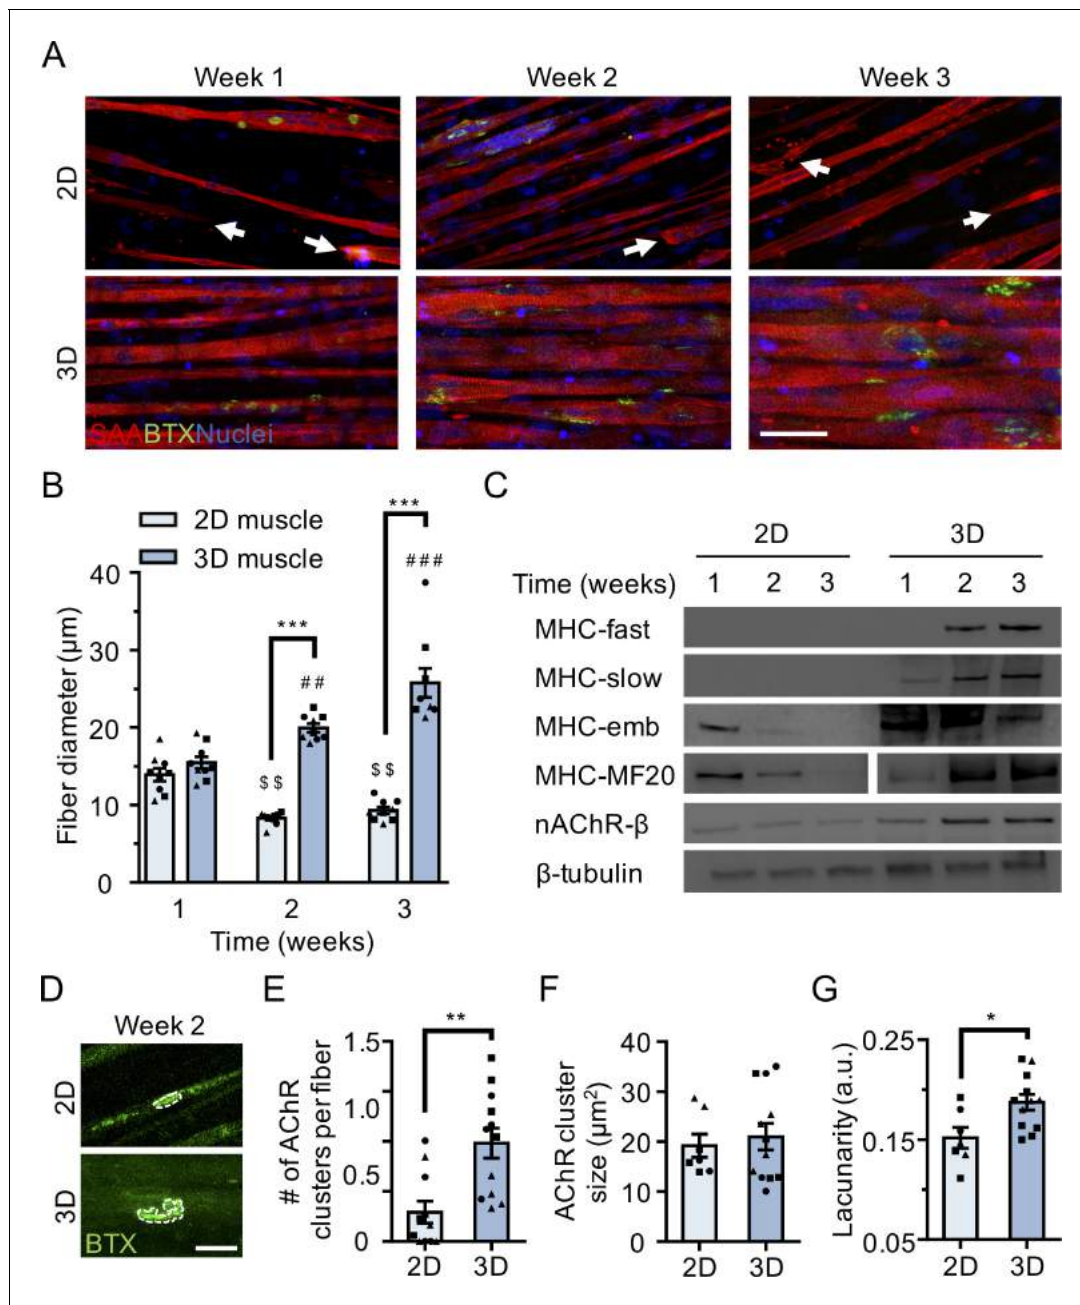 A
Week 1 Week 2 Week 3
2D
3D
SAABTXNuclei
B
2D muscle
3D muscle
Fiber diameter (µm)
40
30
20
10
0
***
***
# #
# # #
$ $
$ $
1 2 3
Time (weeks)
C
2D 3D
Time (weeks) 1 2 3 1 2 3
MHC-fast
MHC-slow
MHC-emb
MHC-MF20
nAChR-β
β-tubulin
D
Week 2
2D
3D
BTX
E
# of AChR
clusters per fiber
1.5
1.0
0.5
0
**
2D 3D
F
AChR cluster
size (µm²)
40
30
20
10
0
2D 3D
G
Lacunarity (a.u.)
0.25
0.15
0.05
*
2D 3D